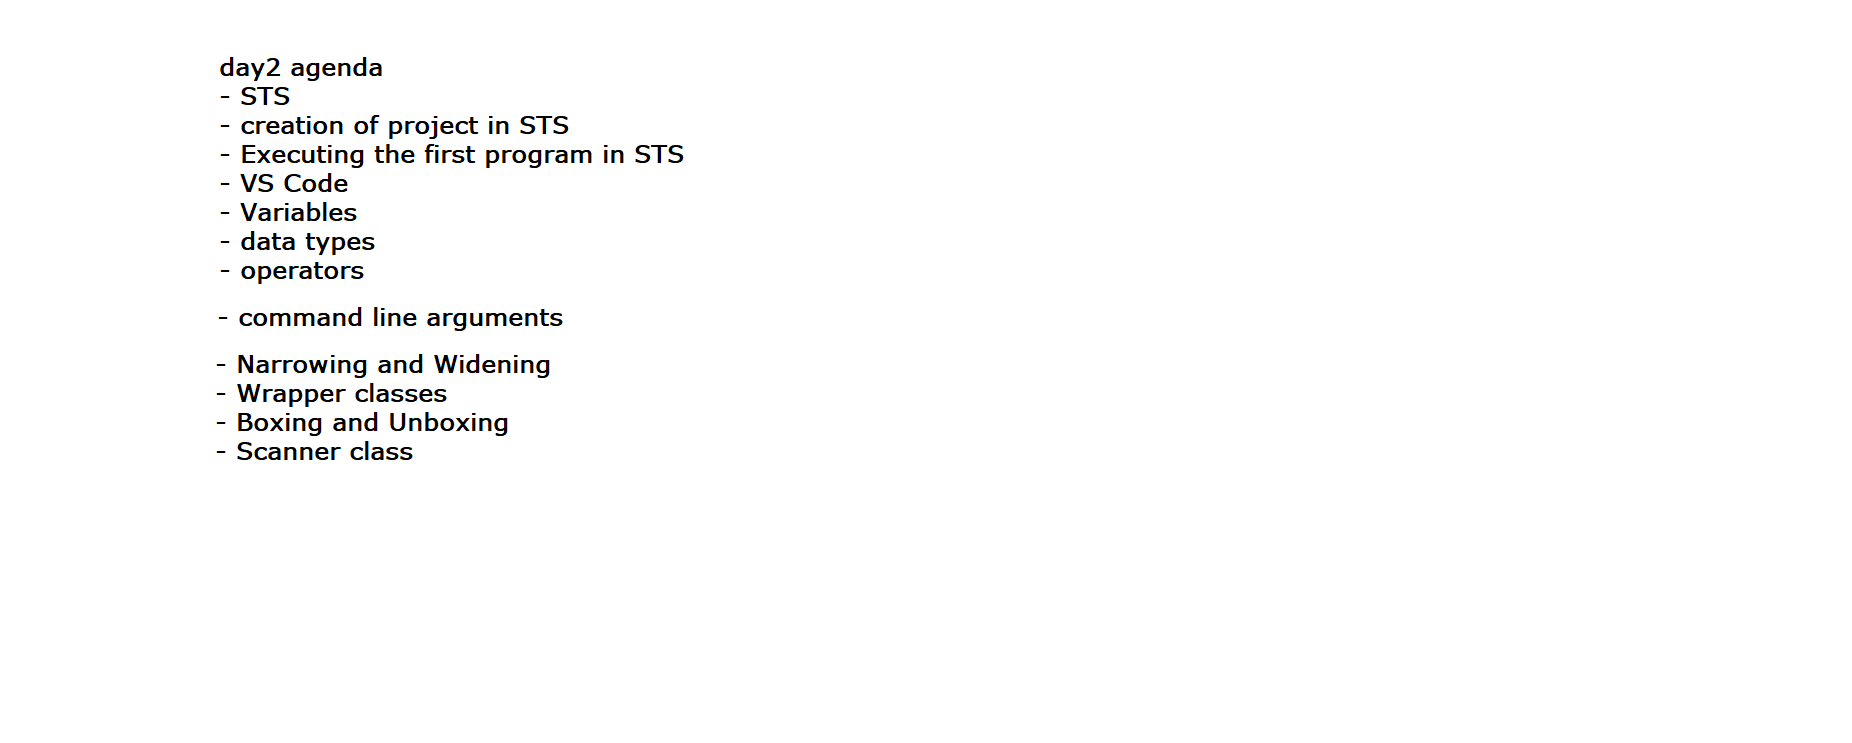 day2 agenda
- STS
- creation of project in STS
- Executing the first program in STS
- VS Code
- Variables
- data types
- operators
- command line arguments
- Narrowing and Widening
- Wrapper classes
- Boxing and Unboxing
- Scanner class